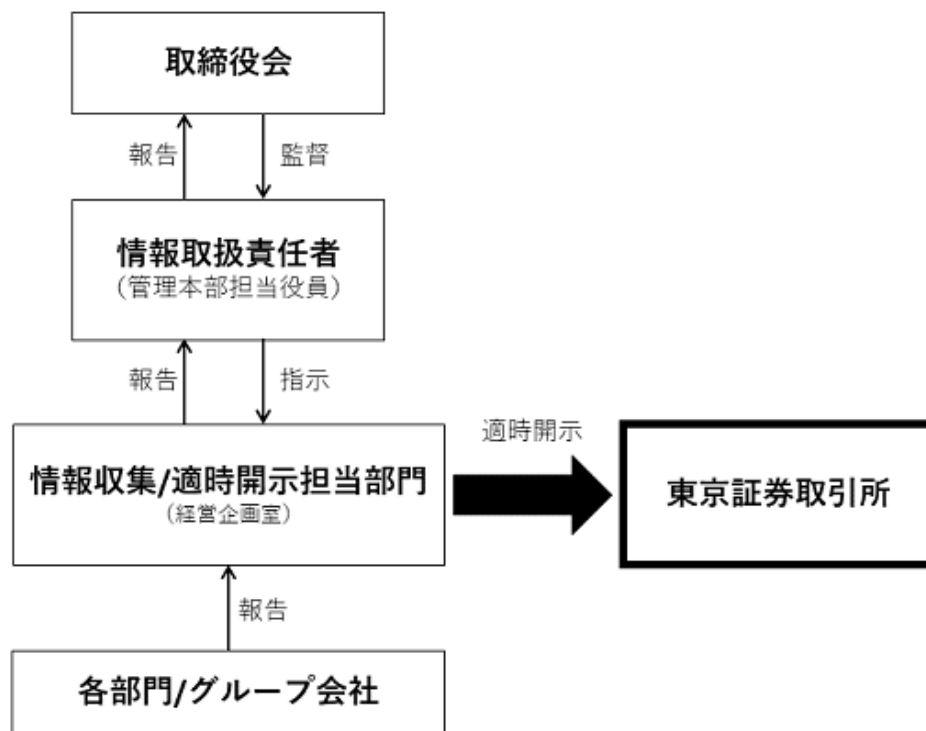 取締役会
報告
監督
情報取扱責任者
(管理本部担当役員)
報告
指示
適時開示
情報収集/適時開示担当部門
(経営企画室)
東京証券取引所
報告
各部門/グループ会社